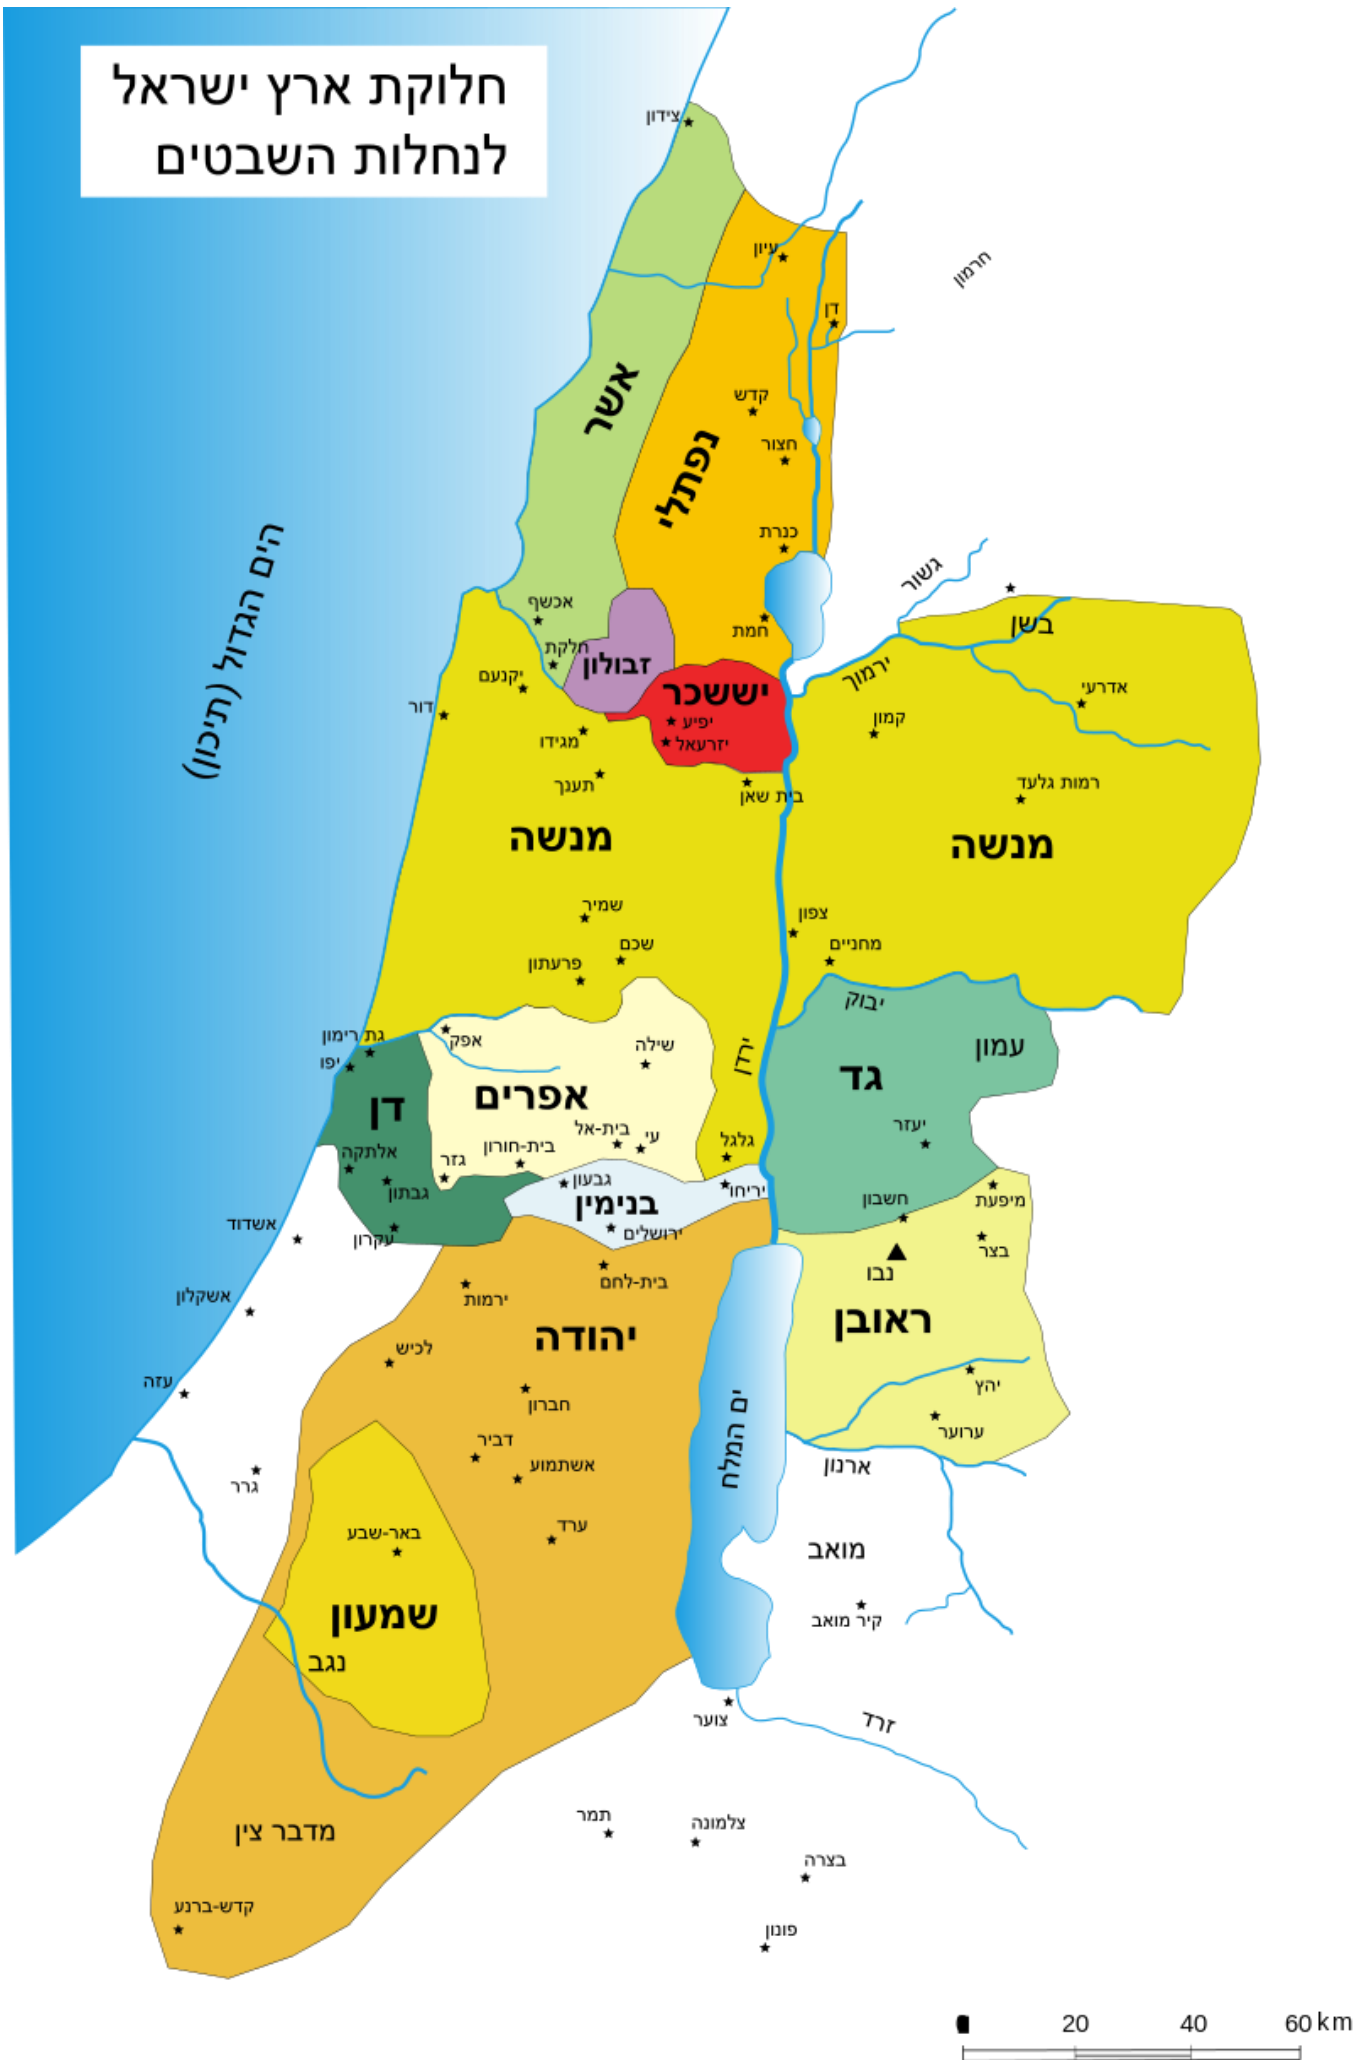 חלוקת ארץ ישראל
לנחלות השבטים
צידון
עיון
חרמון
דן
אשר
קדש
נפתלי
חצור
כנרת
הים הגדול (תיכון)
גשור
אכשף
בשן
חמת
חלקת
זבולון
יקנעם
יששכר
ירמוך
אדרעי
דור
יפיע
קמון
מגידו
יזרעאל
תענך
בית שאן
רמות גלעד
מנשה
מנשה
שמיר
צפון
שכם
מחניים
פרעתון
יבוק
גת רימון
אפק
שילה
ירדן
עמון
יפו
גד
דן
אפרים
בית-אל
עי
גלגל
יעזר
אלתקה
בית-חורון
גזר
גבתון
גבעון
יריחו
מיפעת
בנימין
חשבון
אשדוד
עקרון
ירושלים
בצר
נבו
בית-לחם
אשקלון
ירמות
ראובן
יהודה
לכיש
עזה
יהץ
חברון
ים המלח
ערוער
דביר
אשתמוע
ארנון
גרר
באר-שבע
ערד
מואב
שמעון
קיר מואב
נגב
צוער
זרד
מדבר צין
תמר
צלמונה
בצרה
קדש-ברנע
פונון
20 40 60 km